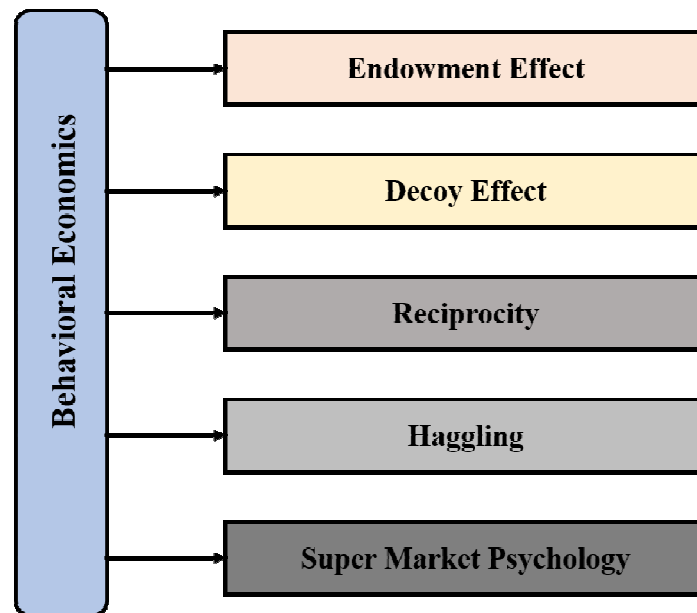 Behavioral Economics
Endowment Effect
Decoy Effect
Reciprocity
Haggling
Super Market Psychology